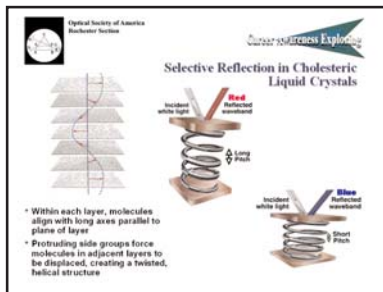 Optical Society of America
Rochester Section
Career Awareness Exploring
Selective Reflection in Cholesteric
Liquid Crystals
Incident
white light
Red
Reflected
waveband
Long
Pitch
Incident
white light
Blue
Reflected
waveband
Short
Pitch
• Within each layer, molecules
align with long axes parallel to
plane of layer
• Protruding side groups force
molecules in adjacent layers to
be displaced, creating a twisted,
helical structure